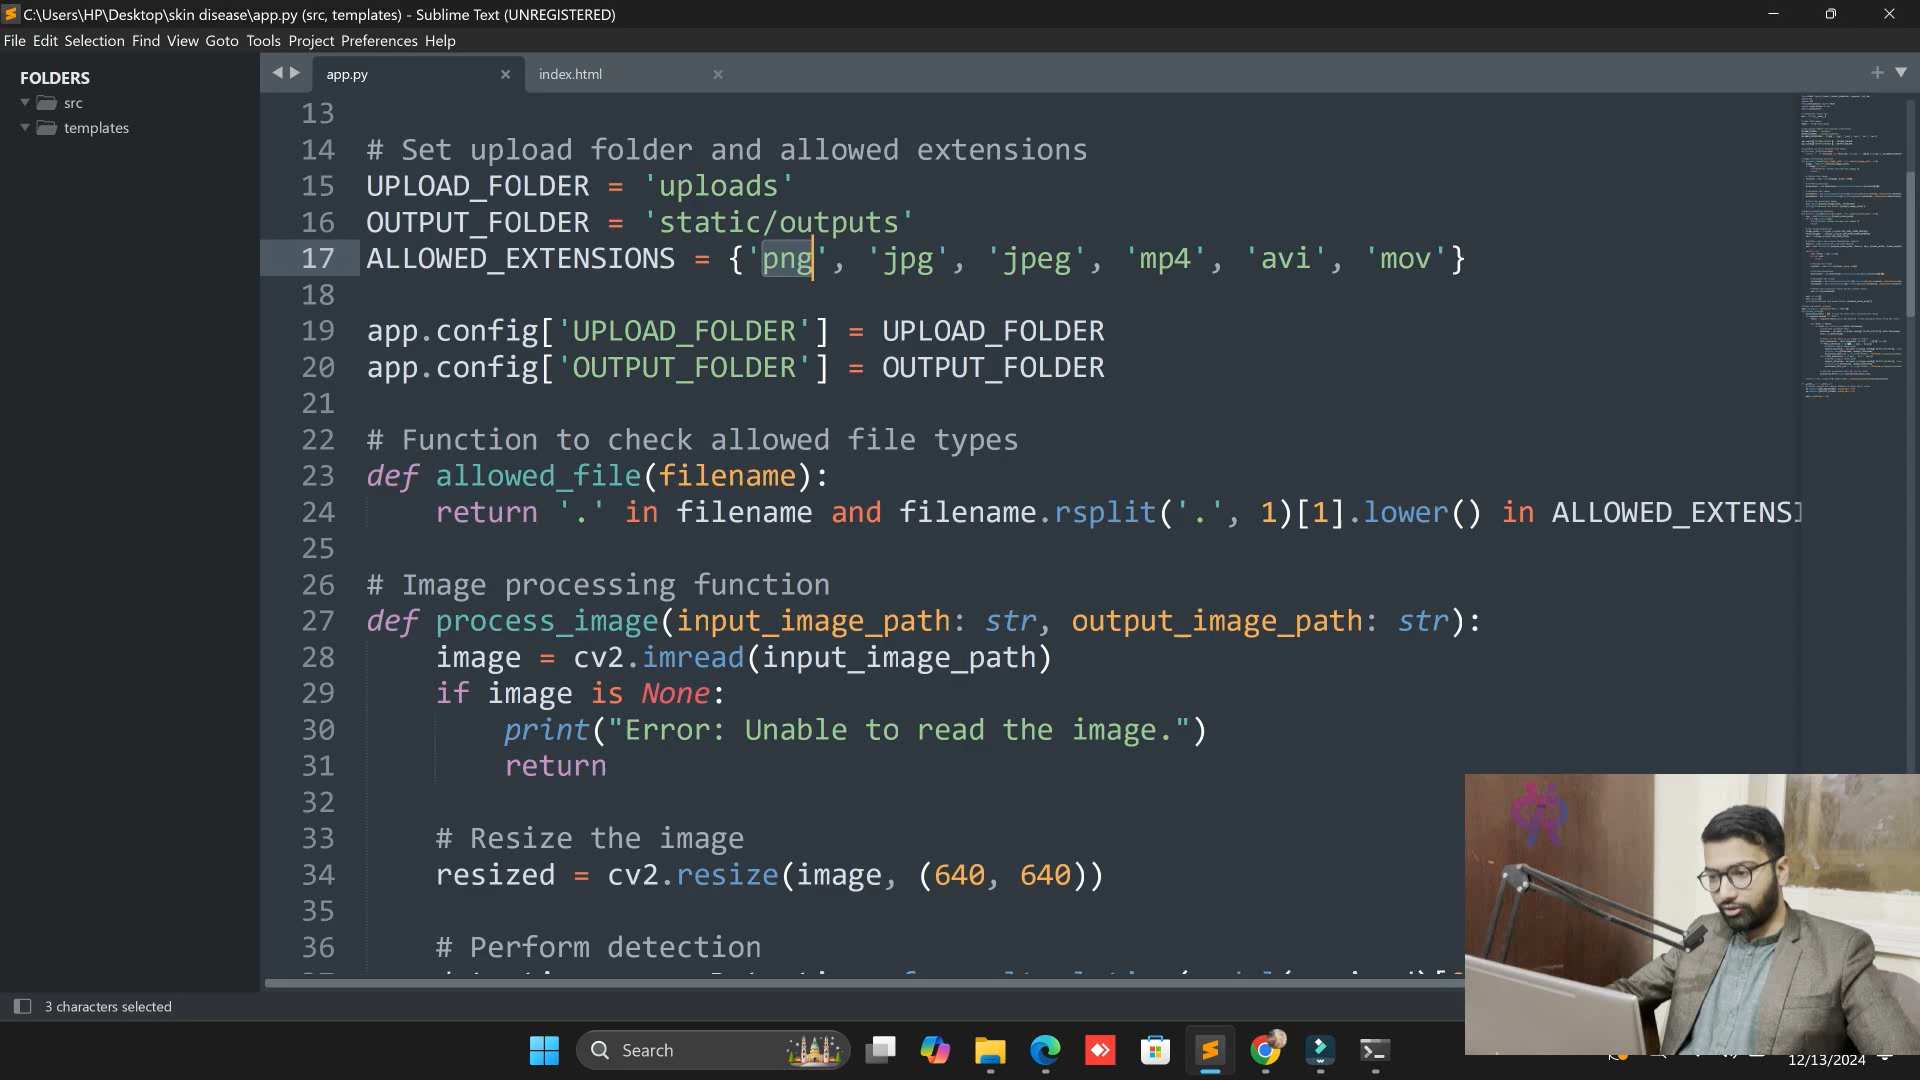 C:\Users\HP\Desktop\skin disease\app.py (src, templates) - Sublime Text (UNREGISTERED)
File Edit Selection Find View Goto Tools Project Preferences Help
FOLDERS
src
templates
app.py
index.html
13
14 # Set upload folder and allowed extensions
15 UPLOAD_FOLDER = 'uploads'
16 OUTPUT_FOLDER = 'static/outputs'
17 ALLOWED_EXTENSIONS = {'png', 'jpg', 'jpeg', 'mp4', 'avi', 'mov'}
18
19 app.config['UPLOAD_FOLDER'] = UPLOAD_FOLDER
20 app.config['OUTPUT_FOLDER'] = OUTPUT_FOLDER
21
22 # Function to check allowed file types
23 def allowed_file(filename):
24 return '.' in filename and filename.rsplit('.', 1)[1].lower() in ALLOWED_EXTENSI
25
26 # Image processing function
27 def process_image(input_image_path: str, output_image_path: str):
28 image = cv2.imread(input_image_path)
29 if image is None:
30 print("Error: Unable to read the image.")
31 return
32
33 # Resize the image
34 resized = cv2.resize(image, (640, 640))
35
36 # Perform detection
3 characters selected
Search
12/13/2024